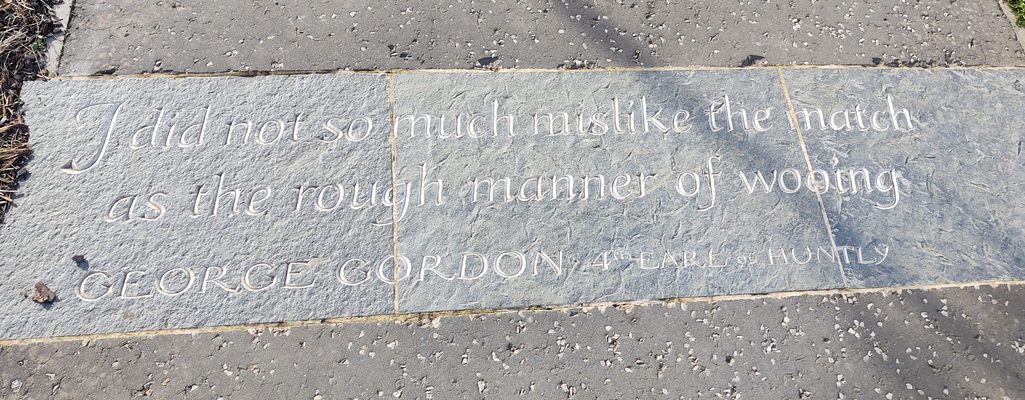 I did not so much mislike the match
as the rough manner of wooing
GEORGE GORDON · 4th EARL OF HUNTLY